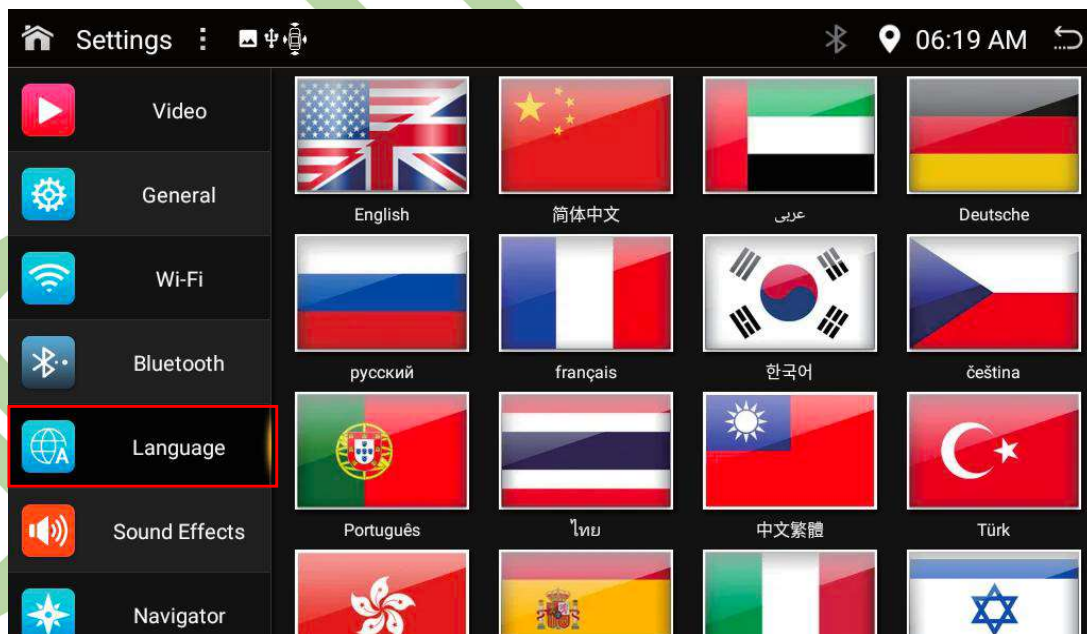 Settings
06:19 AM
Video
General
Wi-Fi
Bluetooth
Language
Sound Effects
Navigator
English
简体中文
عربى
Deutsche
русский
français
한국어
čeština
Português
ไทย
中文繁體
Türk